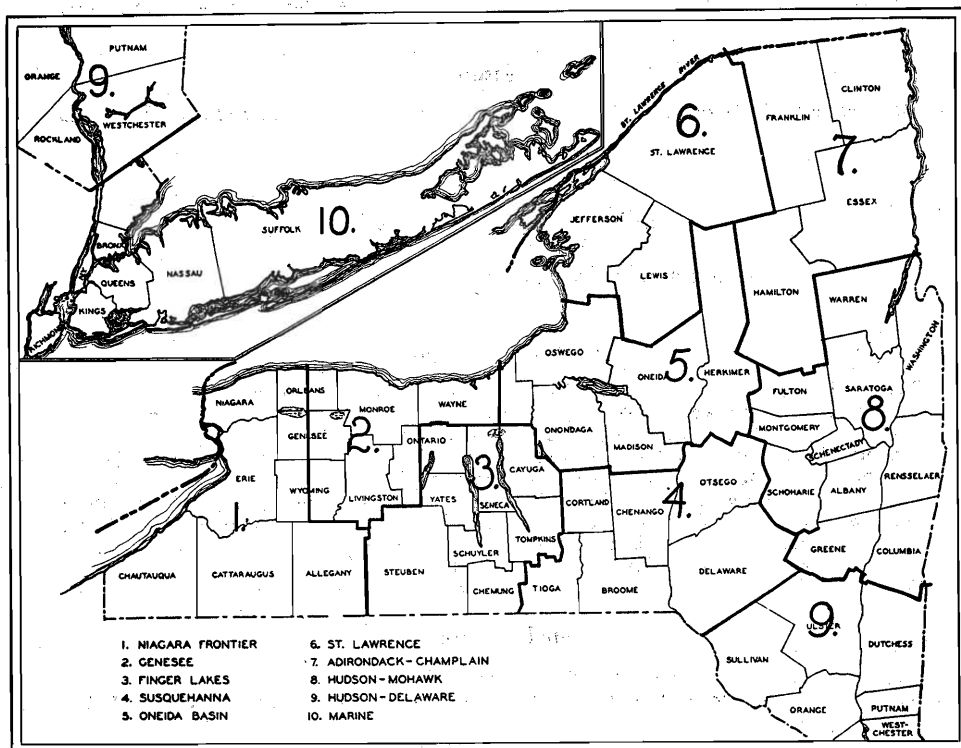 PUTNAM
ORANGE
9.
WESTCHESTER
ROCKLAND
10.
SUFFOLK
BRONX
NASSAU
QUEENS
N.Y.
KINGS
RICHMOND
ST. LAWRENCE RIVER
CLINTON
FRANKLIN
6.
ST. LAWRENCE
7.
ESSEX
JEFFERSON
LEWIS
HAMILTON
WARREN
WASHINGTON
OSWEGO
5.
ONEIDA
HERKIMER
FULTON
SARATOGA
8.
NIAGARA
ORLEANS
MONROE
WAYNE
GENESEE
2.
ONTARIO
ONONDAGA
MADISON
MONTGOMERY
SCHENECTADY
ERIE
WYOMING
LIVINGSTON
3.
YATES
SENECA
CAYUGA
CORTLAND
CHENANGO
4.
OTSEGO
SCHOHARIE
ALBANY
RENSSELAER
1
SCHUYLER
TOMPKINS
GREENE
COLUMBIA
CHAUTAUQUA
CATTARAUGUS
ALLEGANY
STEUBEN
CHEMUNG
TIOGA
BROOME
DELAWARE
9.
ULSTER
DUTCHESS
SULLIVAN
ORANGE
PUTNAM
WEST-
CHESTER
1. NIAGARA FRONTIER
2. GENESEE
3. FINGER LAKES
4. SUSQUEHANNA
5. ONEIDA BASIN
6. ST. LAWRENCE
7. ADIRONDACK-CHAMPLAIN
8. HUDSON-MOHAWK
9. HUDSON-DELAWARE
10. MARINE